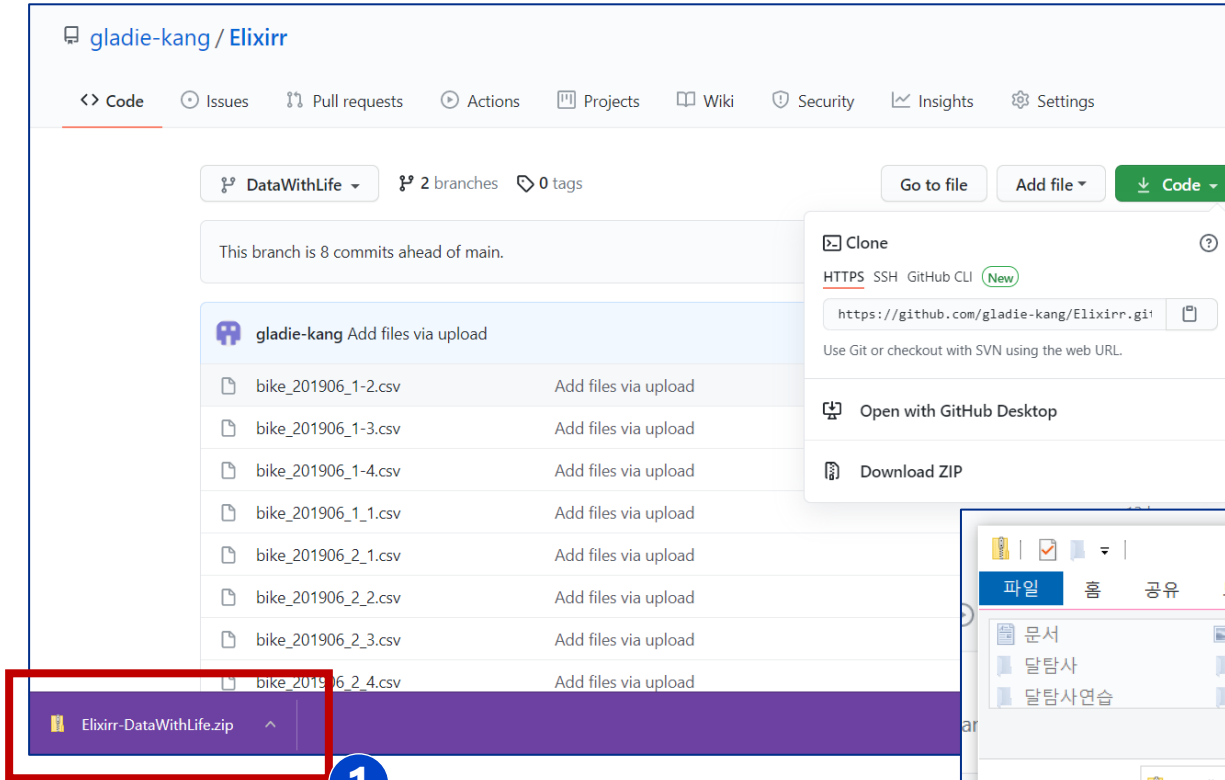 gladie-kang / Elixirr
<> Code Issues Pull requests Actions Projects Wiki Security Insights Settings
DataWithLife 2 branches 0 tags Go to file Add file Code
This branch is 8 commits ahead of main.
Clone
HTTPS SSH GitHub CLI New
https://github.com/gladie-kang/Elixirr.git
Use Git or checkout with SVN using the web URL.
Open with GitHub Desktop
Download ZIP
gladie-kang Add files via upload
bike_201906_1-2.csv Add files via upload
bike_201906_1-3.csv Add files via upload
bike_201906_1-4.csv Add files via upload
bike_201906_1_1.csv Add files via upload
bike_201906_2_1.csv Add files via upload
bike_201906_2_2.csv Add files via upload
bike_201906_2_3.csv Add files via upload
bike_201906_2_4.csv Add files via upload
Elixirr-DataWithLife.zip
1
파일 홈 공유
문서
달탐사
달탐사연습